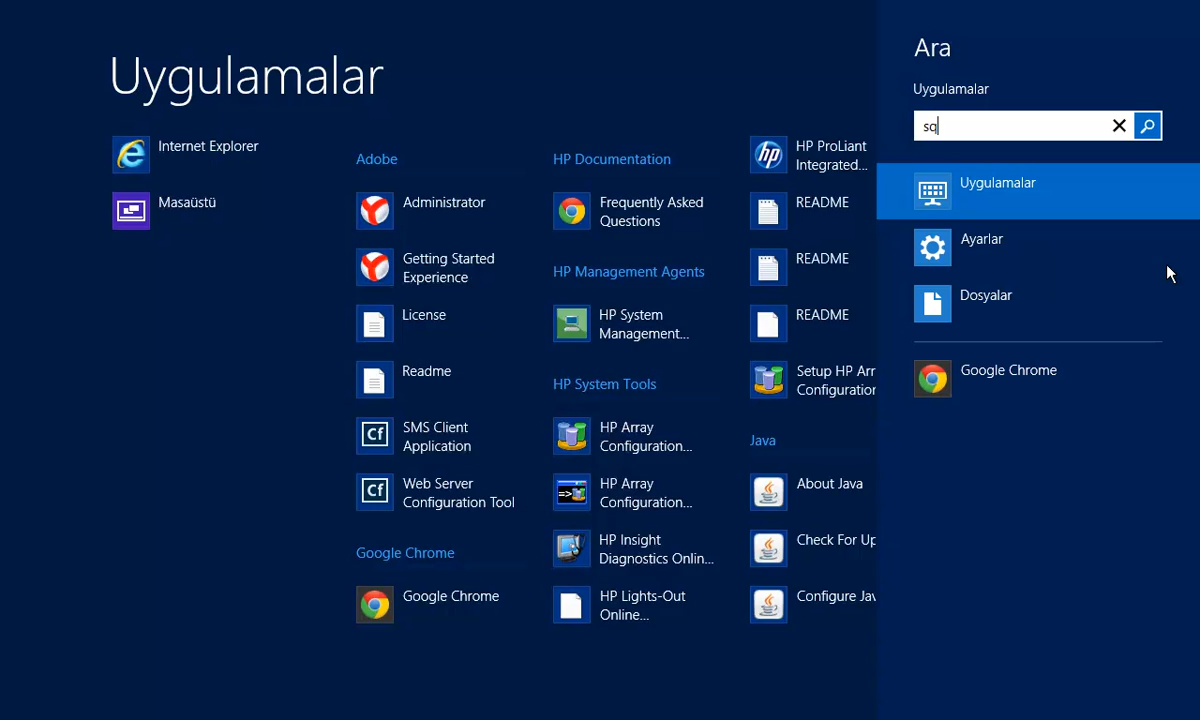 Uygulamalar
Internet Explorer
Masaüstü
Adobe
Administrator
Getting Started
Experience
License
Readme
SMS Client
Application
Web Server
Configuration Tool
Google Chrome
Google Chrome
HP Documentation
Frequently Asked
Questions
HP Management Agents
HP System
Management...
HP System Tools
HP Array
Configuration...
HP Array
Configuration...
HP Insight
Diagnostics Onlin...
HP Lights-Out
Online...
HP ProLiant
Integrated...
README
README
README
Setup HP Arr
Configuration
Java
About Java
Check For Up
Configure Jav
Ara
Uygulamalar
sq
Uygulamalar
Ayarlar
Dosyalar
Google Chrome